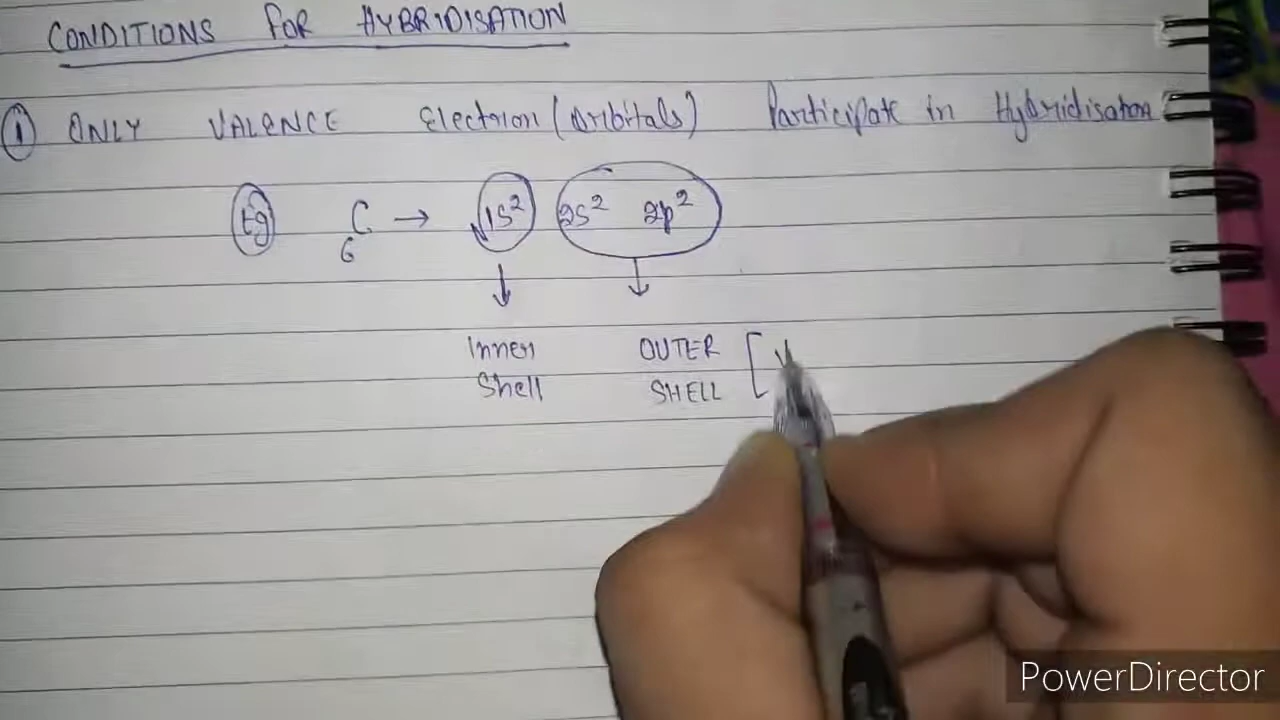 CONDITIONS FOR HYBRIDISATION
① ONLY VALENCE Electron (Orbitals) Participate in Hybridisation
Eg ₆C → 1s² 2s² 2p²
Inner OUTER [ V
Shell SHELL
PowerDirector